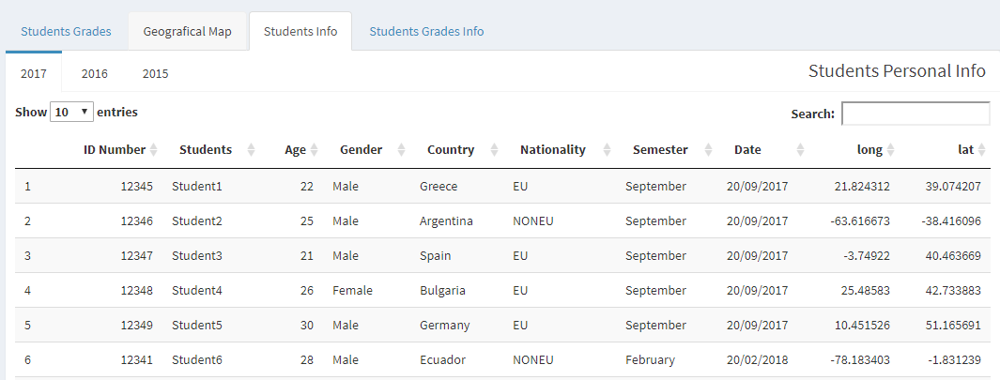 Students Grades Geografical Map Students Info Students Grades Info
2017 2016 2015 Students Personal Info
Show 10 entries Search:
ID Number Students Age Gender Country Nationality Semester Date long lat
1 12345 Student1 22 Male Greece EU September 20/09/2017 21.824312 39.074207
2 12346 Student2 25 Male Argentina NONEU September 20/09/2017 -63.616673 -38.416096
3 12347 Student3 21 Male Spain EU September 20/09/2017 -3.74922 40.463669
4 12348 Student4 26 Female Bulgaria EU September 20/09/2017 25.48583 42.733883
5 12349 Student5 30 Male Germany EU September 20/09/2017 10.451526 51.165691
6 12341 Student6 28 Male Ecuador NONEU February 20/02/2018 -78.183403 -1.831239